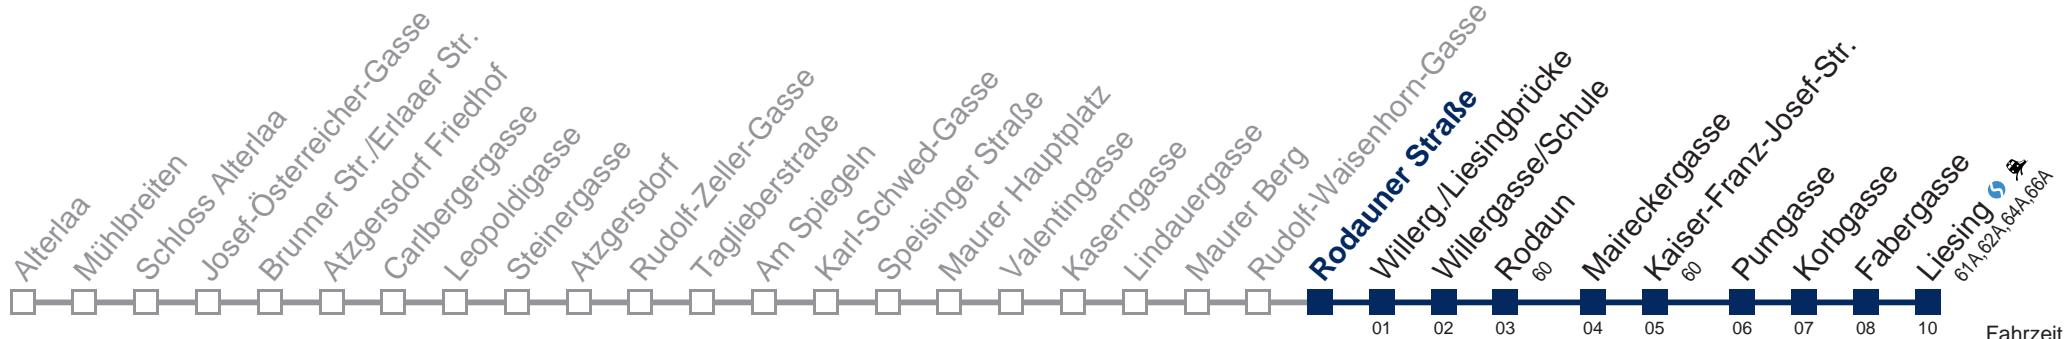 Alterlaa
Mühlbreiten
Schloss Alterlaa
Josef-Österreicher-Gasse
Brunner Str./Erlaaer Str.
Atzgersdorf Friedhof
Carlbergergasse
Leopoldigasse
Steinergasse
Atzgersdorf
Rudolf-Zeller-Gasse
Taglieberstraße
Am Spiegeln
Karl-Schwed-Gasse
Speisinger Straße
Maurer Hauptplatz
Valentingasse
Kaserngasse
Lindauergasse
Maurer Berg
Rudolf-Waisenhorn-Gasse
Rodauner Straße
Willerg./Liesingbrücke
Willergasse/Schule
Rodaun
60
Maireckergasse
Kaiser-Franz-Josef-Str.
60
Pumgasse
Korbgasse
Fabergasse
Liesing
61A,62A,64A,66A
01 02 03 04 05 06 07 08 10
Fahrzeit